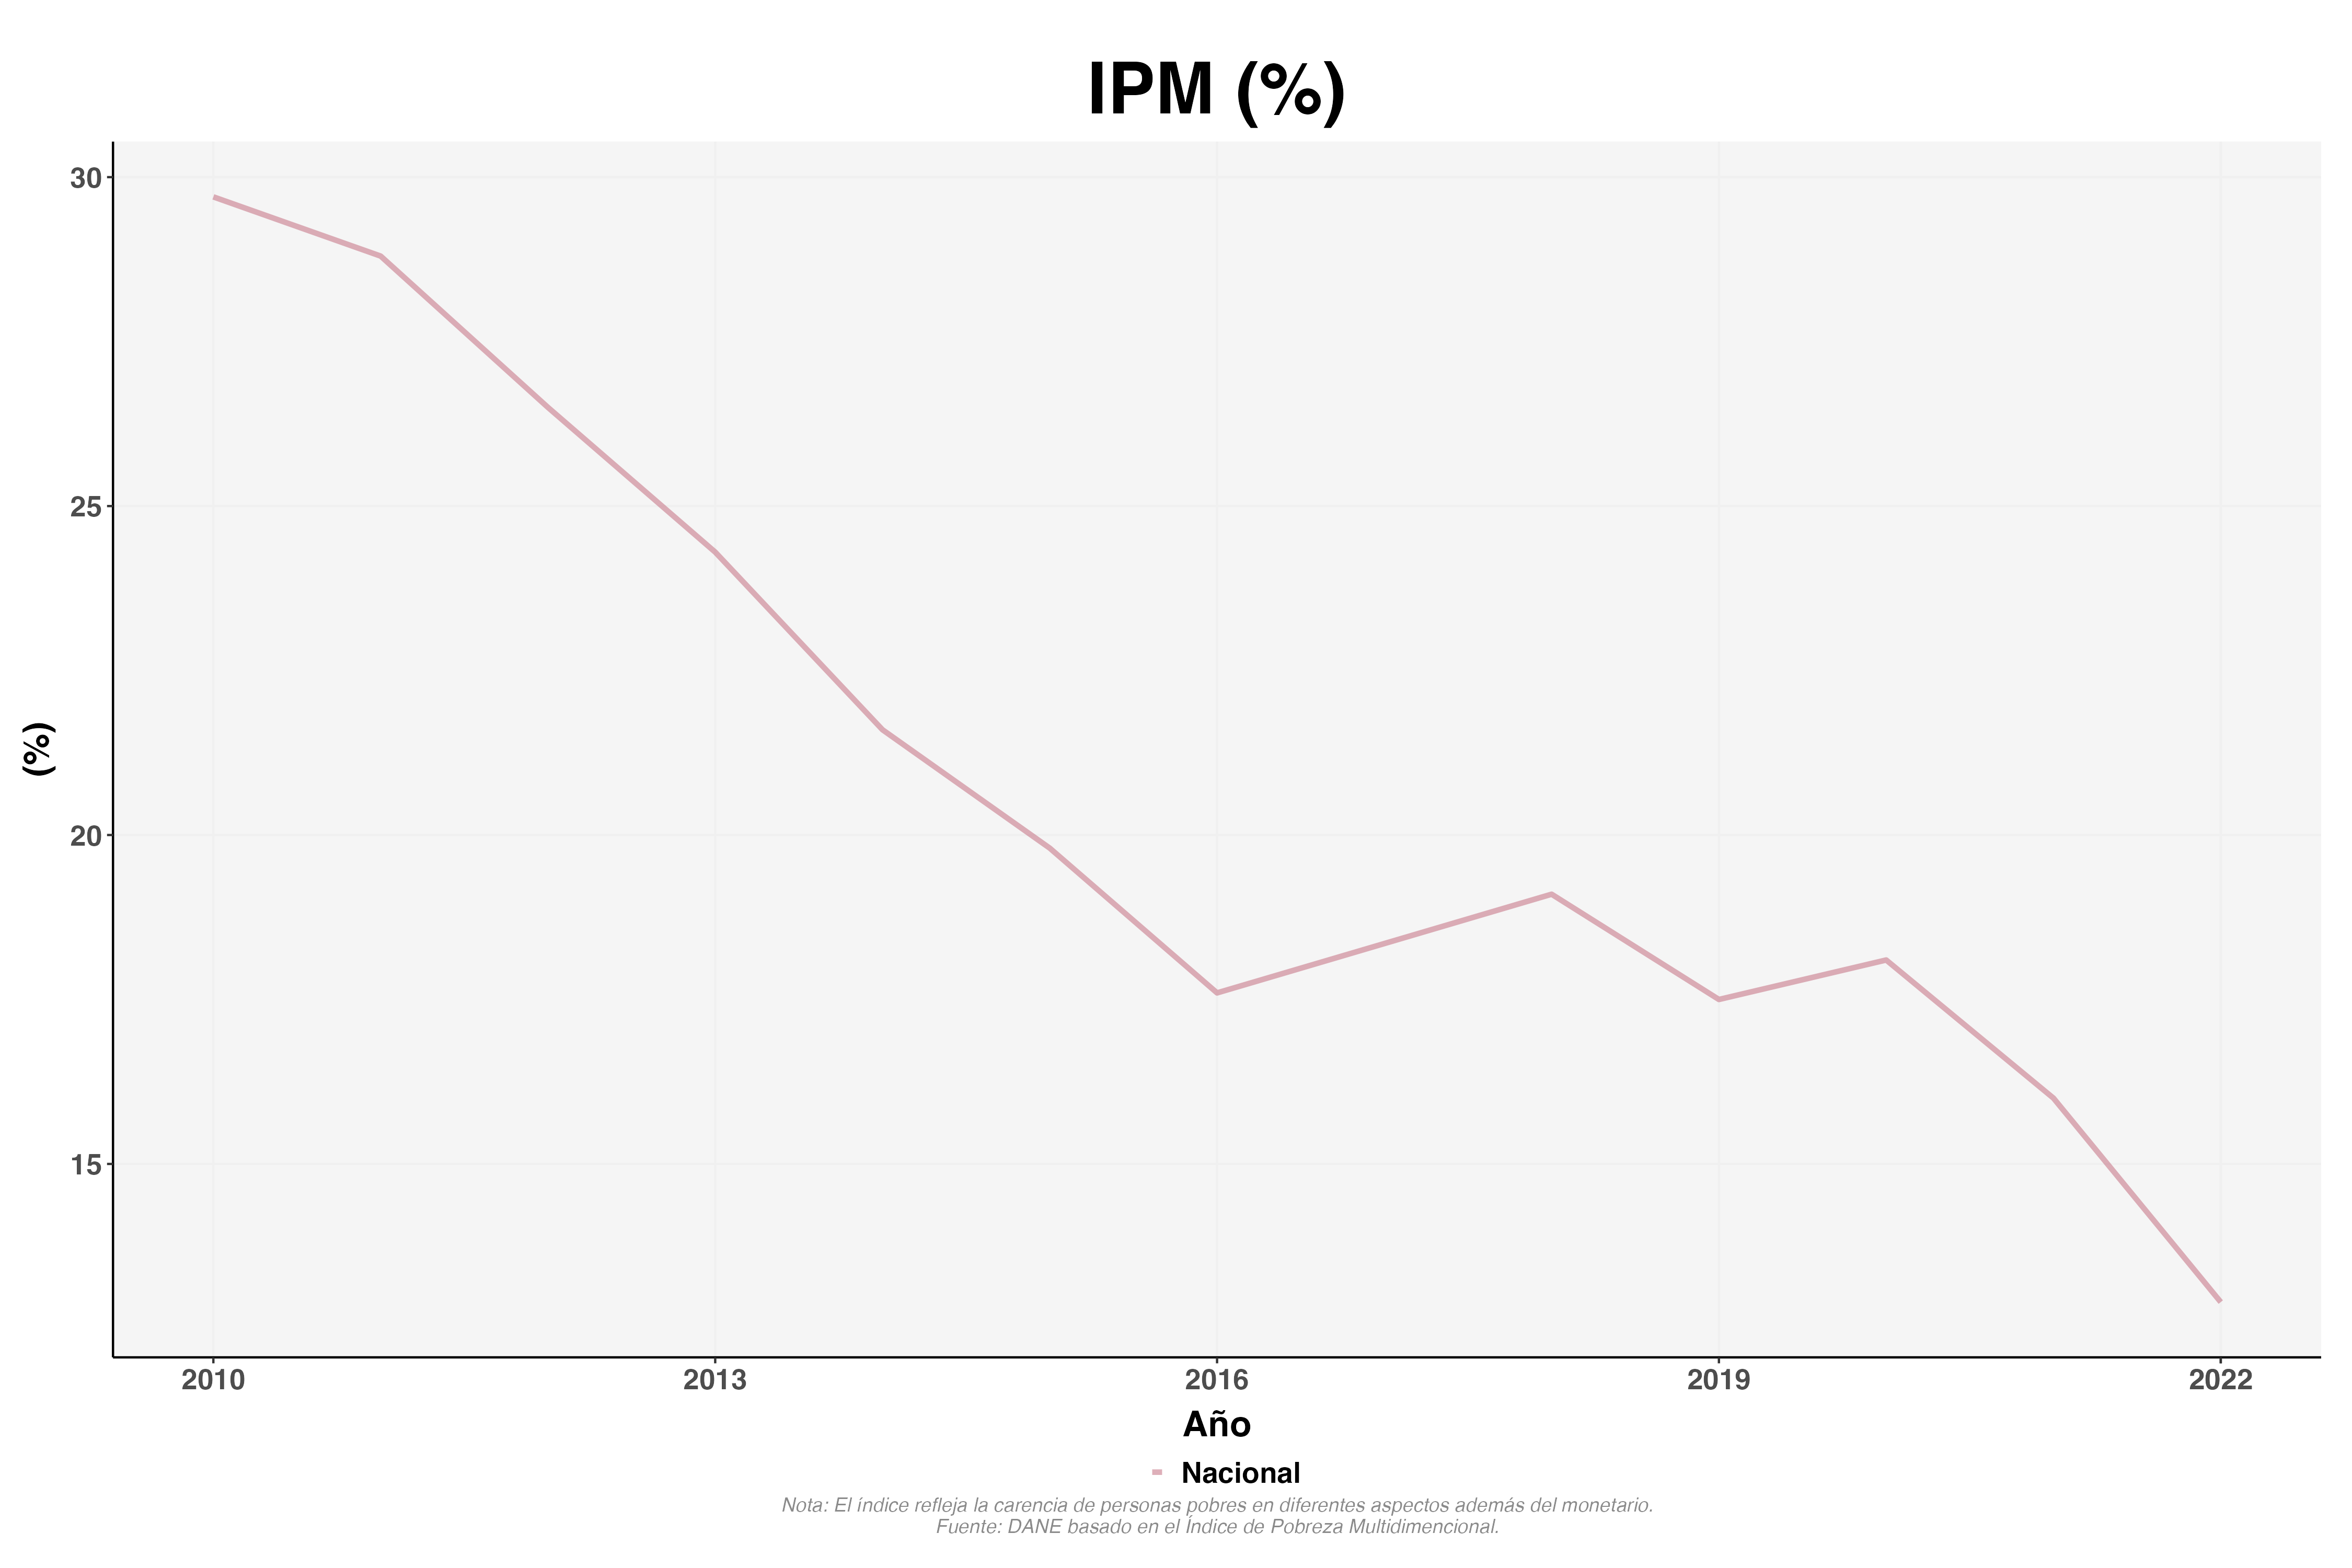 IPM (%)
30
25
20
15
(%)
2010 2013 2016 2019 2022
Año
Nacional
Nota: El índice refleja la carencia de personas pobres en diferentes aspectos además del monetario.
Fuente: DANE basado en el Índice de Pobreza Multidimencional.